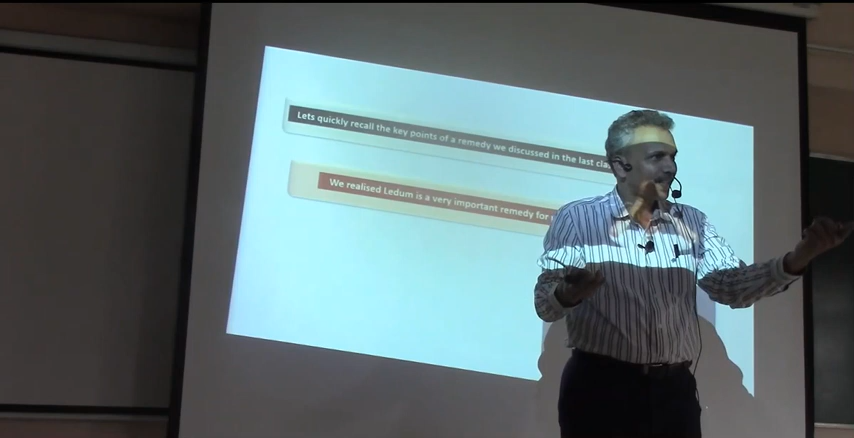 Lets quickly recall the key points of a remedy we discussed in the last
We realised Ledum is a very important remedy for